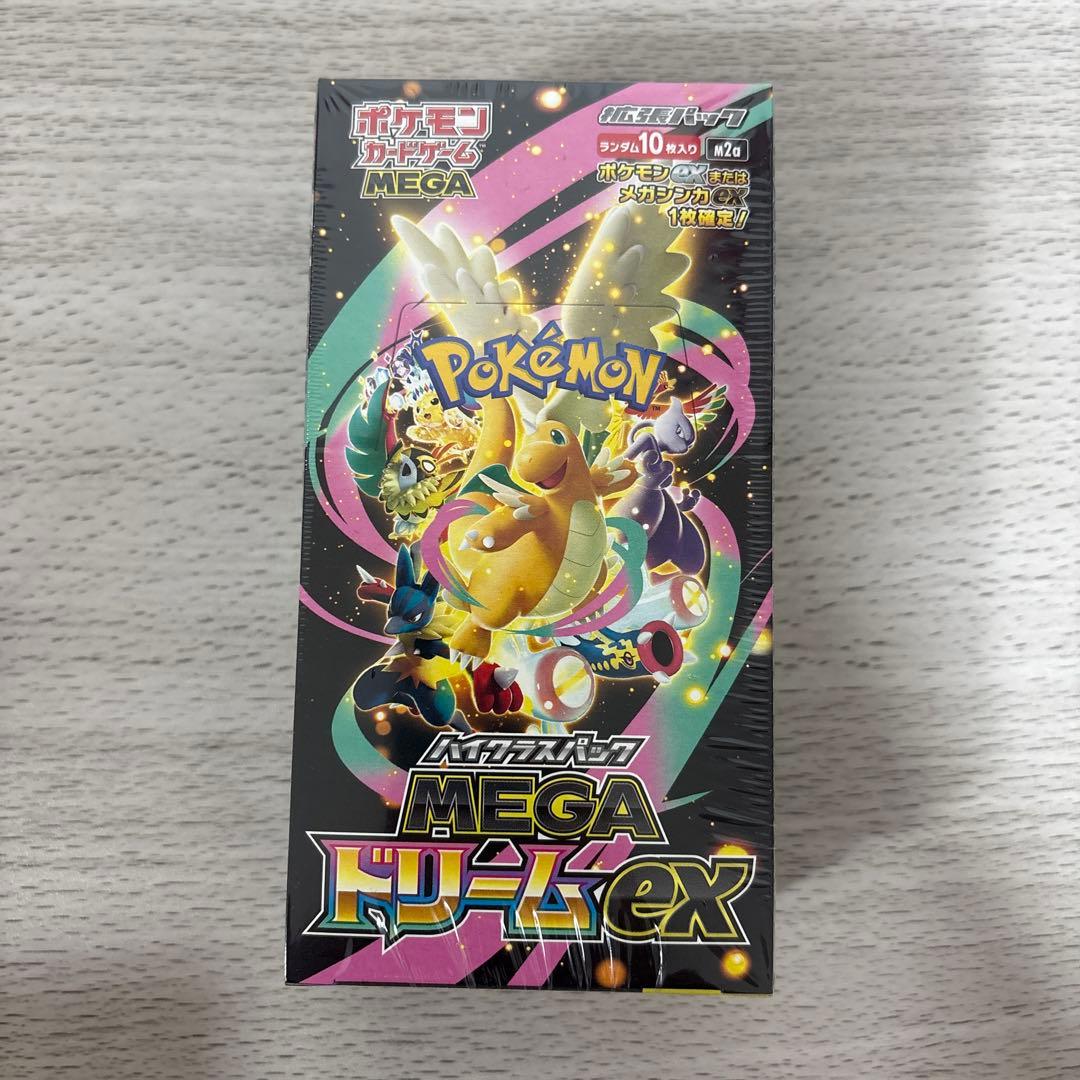 ポケモン
カードゲーム™
MEGA
拡張パック
ランダム10枚入り M2a
ポケモンexまたは
メガシンカex
1枚確定!
POKéMON™
ハイクラスパック
MEGA
ドリームex